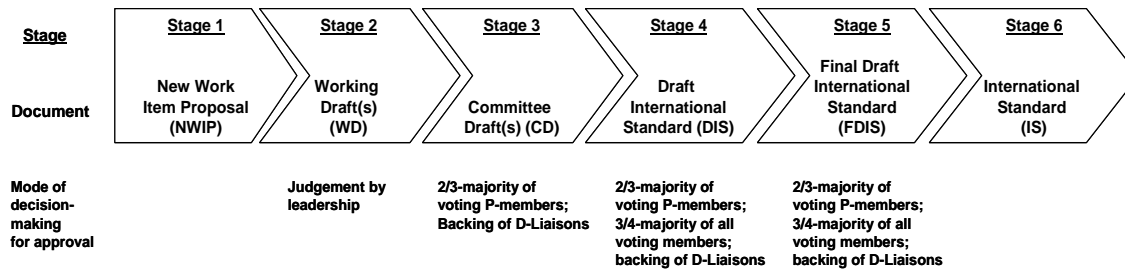 Stage
Stage 1
Stage 2
Stage 3
Stage 4
Stage 5
Stage 6
Document
New Work
Item Proposal
(NWIP)
Working
Draft(s)
(WD)
Committee
Draft(s) (CD)
Draft
International
Standard (DIS)
Final Draft
International
Standard
(FDIS)
International
Standard
(IS)
Mode of
decision-
making
for approval
Judgement by
leadership
2/3-majority of
voting P-members;
Backing of D-Liaisons
2/3-majority of
voting P-members;
3/4-majority of all
voting members;
backing of D-Liaisons
2/3-majority of
voting P-members;
3/4-majority of all
voting members;
backing of D-Liaisons